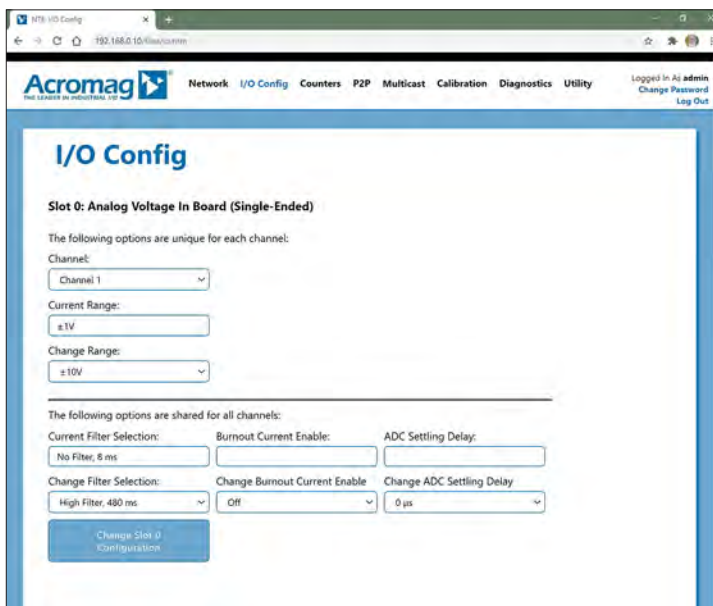 NTE I/O Config
192.168.0.10/
Acromag
THE LEADER IN INDUSTRIAL I/O
Network I/O Config Counters P2P Multicast Calibration Diagnostics Utility
Logged In As admin
Change Password
Log Out
I/O Config
Slot 0: Analog Voltage In Board (Single-Ended)
The following options are unique for each channel:
Channel:
Channel 1
Current Range:
±1V
Change Range:
±10V
The following options are shared for all channels:
Current Filter Selection: Burnout Current Enable: ADC Settling Delay:
No Filter, 8 ms
Change Filter Selection: Change Burnout Current Enable Change ADC Settling Delay
High Filter, 480 ms Off 0 µs
Change Slot 0
Configuration